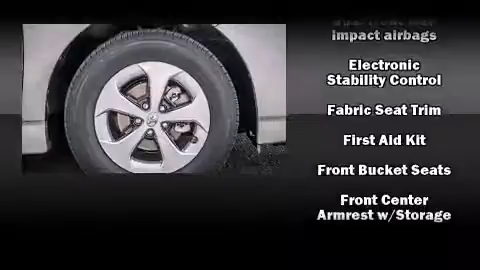 impact airbags
Electronic
Stability Control
Fabric Seat Trim
First Aid Kit
Front Bucket Seats
Front Center
Armrest w/Storage